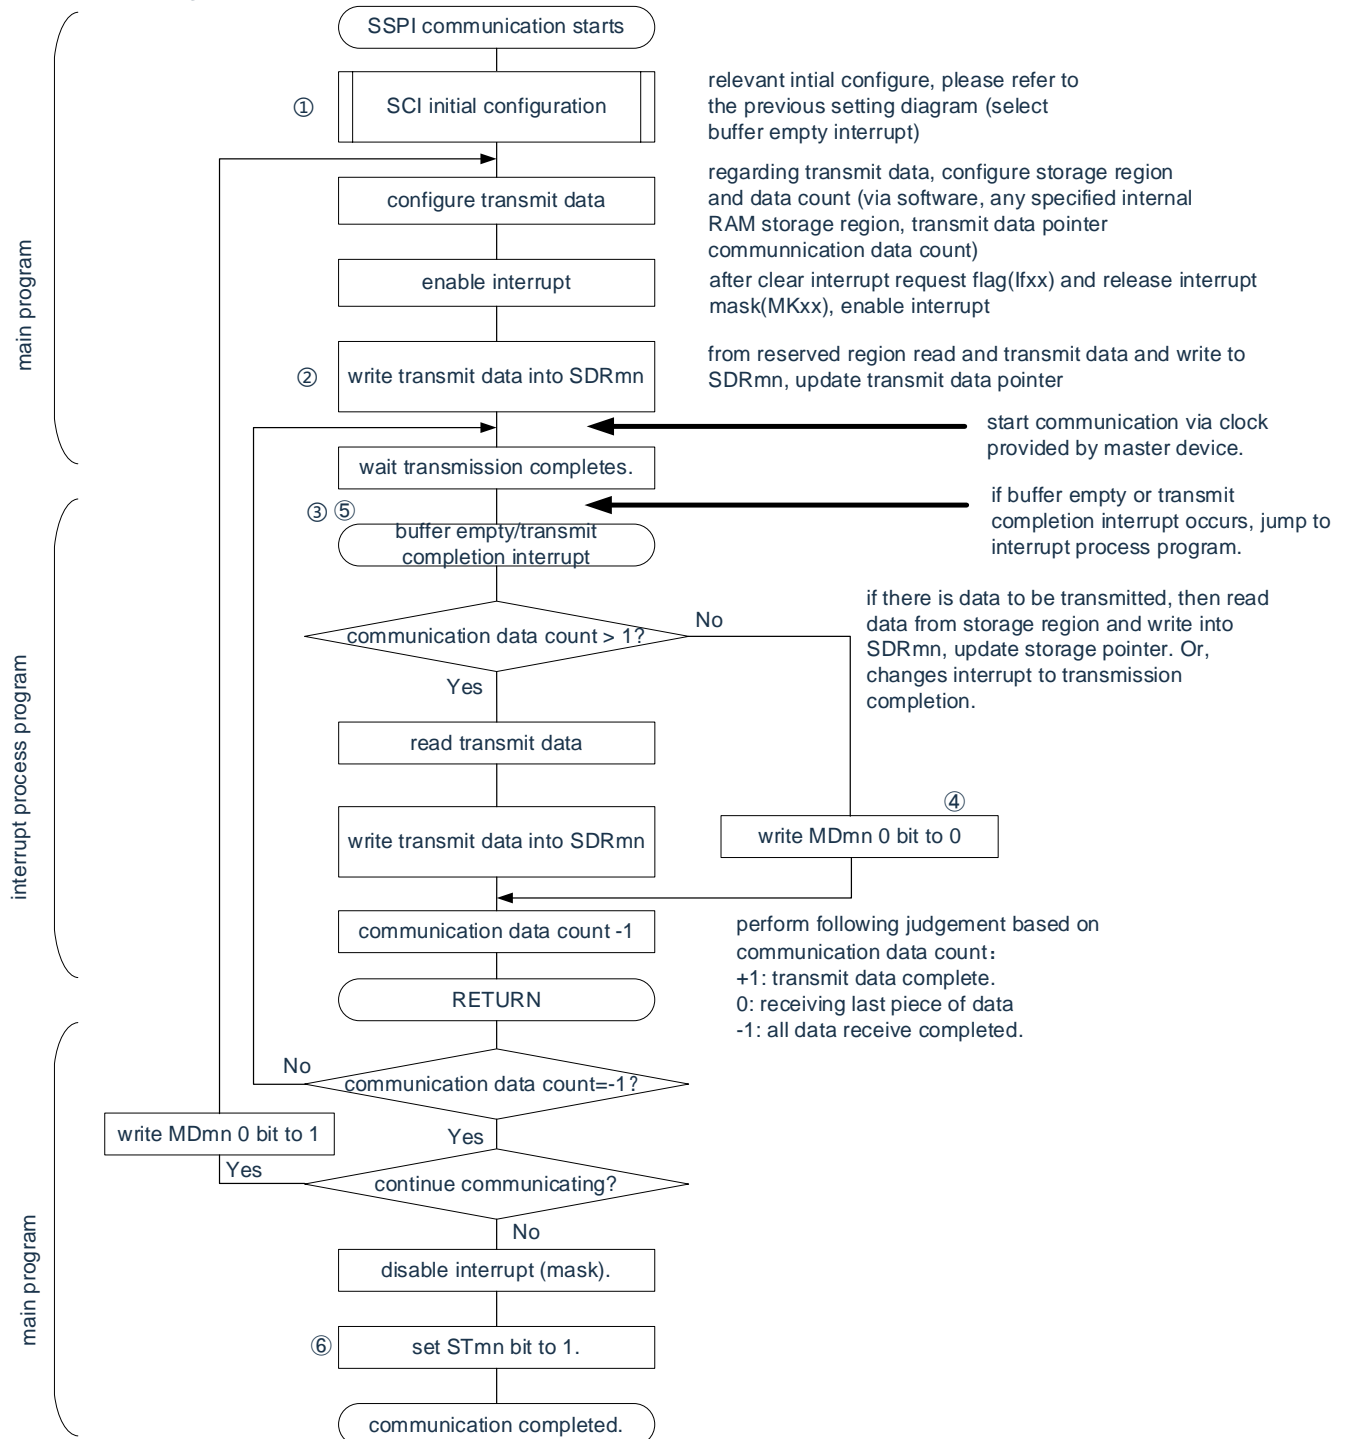 SSPI communication starts
①
SCI initial configuration
relevant intial configure, please refer to
the previous setting diagram (select
buffer empty interrupt)
configure transmit data
regarding transmit data, configure storage region
and data count (via software, any specified internal
RAM storage region, transmit data pointer
communnication data count)
enable interrupt
after clear interrupt request flag(Ifxx) and release interrupt
mask(MKxx), enable interrupt
main program
②
write transmit data into SDRmn
from reserved region read and transmit data and write to
SDRmn, update transmit data pointer
start communication via clock
provided by master device.
wait transmission completes.
③ ⑤
if buffer empty or transmit
completion interrupt occurs, jump to
interrupt process program.
buffer empty/transmit
completion interrupt
communication data count > 1?
No
Yes
if there is data to be transmitted, then read
data from storage region and write into
SDRmn, update storage pointer. Or,
changes interrupt to transmission
completion.
read transmit data
interrupt process program
write transmit data into SDRmn
④
write MDmn 0 bit to 0
communication data count -1
perform following judgement based on
communication data count：
+1: transmit data complete.
0: receiving last piece of data
-1: all data receive completed.
RETURN
No
communication data count=-1?
write MDmn 0 bit to 1
Yes
Yes
continue communicating?
No
main program
disable interrupt (mask).
⑥
set STmn bit to 1.
communication completed.